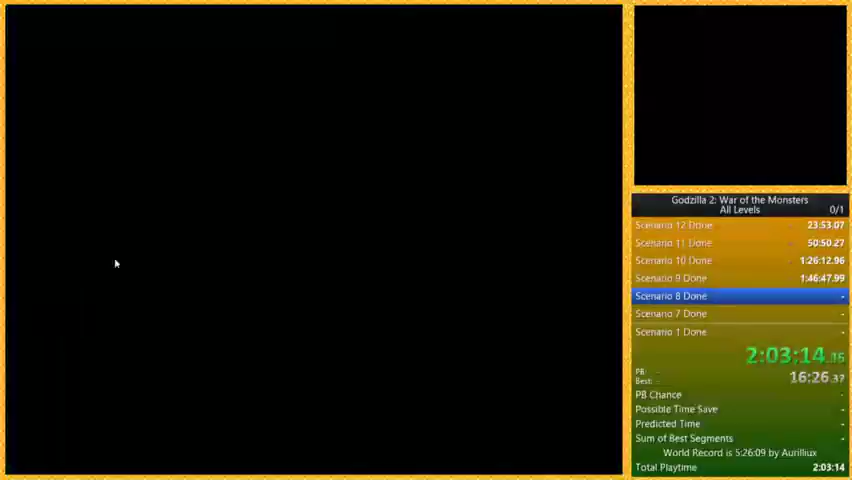 Godzilla 2: War of the Monsters
All Levels 0/1
Scenario 12 Done - 23:53.07
Scenario 11 Done - 50:50.27
Scenario 10 Done - 1:26:12.96
Scenario 9 Done - 1:46:47.99
Scenario 8 Done -
Scenario 7 Done -
Scenario 1 Done -
2:03:14.16
PB: -
Best: -
16:26.37
PB Chance -
Possible Time Save -
Predicted Time -
Sum of Best Segments -
World Record is 5:26:09 by Aurilliux
Total Playtime 2:03:14